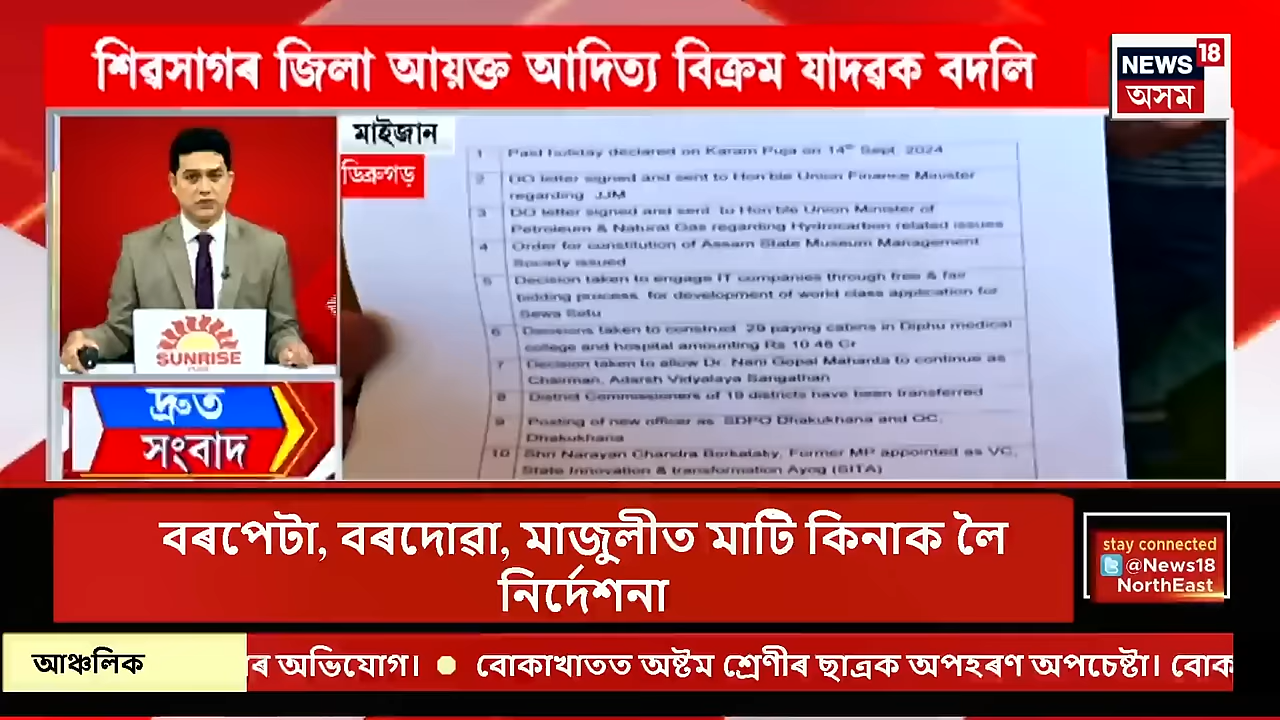 শিৱসাগৰ জিলা আয়ুক্ত আদিত্য বিক্ৰম যাদৱক বদলি
NEWS 18
অসম
মাইজান
ডিব্ৰুগড়
1 Paid holiday declared on Karam Puja on 14th Sept, 2024
2 DO letter signed and sent to Hon'ble Union Finance Minister
regarding JJM
3 DO letter signed and sent to Hon'ble Union Minister of
Petroleum & Natural Gas regarding Hydrocarbon related issues
4 Order for constitution of Assam State Museum Management
Society issued
5 Decision taken to engage IT companies through free & fair
bidding process for development of world class application for
Sewa Setu
6 Decisions taken to construct 29 paying cabins in Diphu medical
college and hospital amounting Rs 10.46 Cr
7 Decision taken to allow Dr. Nani Gopal Mahanta to continue as
Chairman, Adarsh Vidyalaya Sangathan
8 District Commissioners of 19 districts have been transferred
9 Posting of new officer as SDPO Dhakukhana and OC,
Dhakukhana
10 Shri Narayan Chandra Borkataky, Former MP appointed as VC,
State Innovation & transformation Ayog (SITA)
SUNRISE
PURE
দ্ৰুত
সংবাদ
বৰপেটা, বৰদোৱা, মাজুলীত মাটি কিনাক লৈ
নিৰ্দেশনা
stay connected
@News18
NorthEast
আঞ্চলিক
ৰ অভিযোগ। বোকাখাতত অষ্টম শ্ৰেণীৰ ছাত্ৰক অপহৰণ অপচেষ্টা। বোক